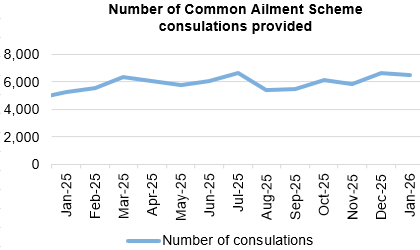 Number of Common Ailment Scheme
consulations provided
8,000
6,000
4,000
2,000
0
Jan-25
Feb-25
Mar-25
Apr-25
May-25
Jun-25
Jul-25
Aug-25
Sep-25
Oct-25
Nov-25
Dec-25
Jan-26
Number of consulations